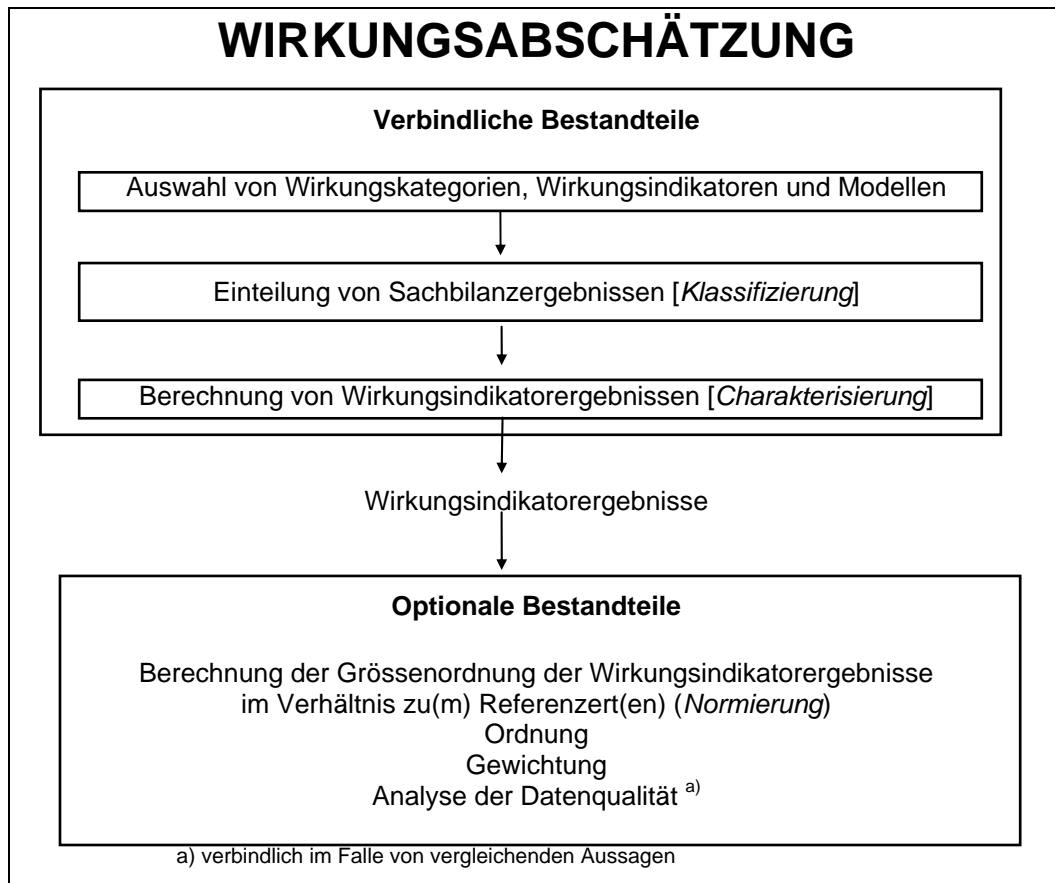 WIRKUNGSABSCHÄTZUNG
Verbindliche Bestandteile
Auswahl von Wirkungskategorien, Wirkungsindikatoren und Modellen
Einteilung von Sachbilanzergebnissen [Klassifizierung]
Berechnung von Wirkungsindikatorergebnissen [Charakterisierung]
Wirkungsindikatorergebnisse
Optionale Bestandteile
Berechnung der Grössenordnung der Wirkungsindikatorergebnisse
im Verhältnis zu(m) Referenzert(en) (Normierung)
Ordnung
Gewichtung
Analyse der Datenqualität a)
a) verbindlich im Falle von vergleichenden Aussagen